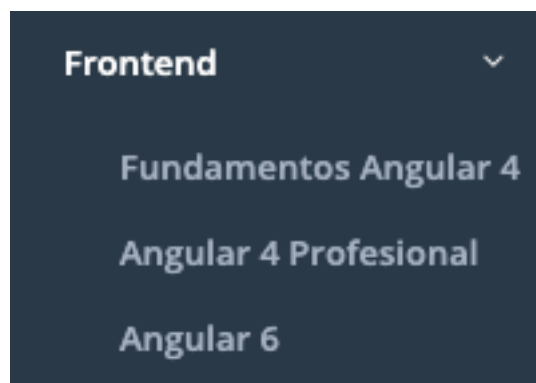 Frontend
Fundamentos Angular 4
Angular 4 Profesional
Angular 6